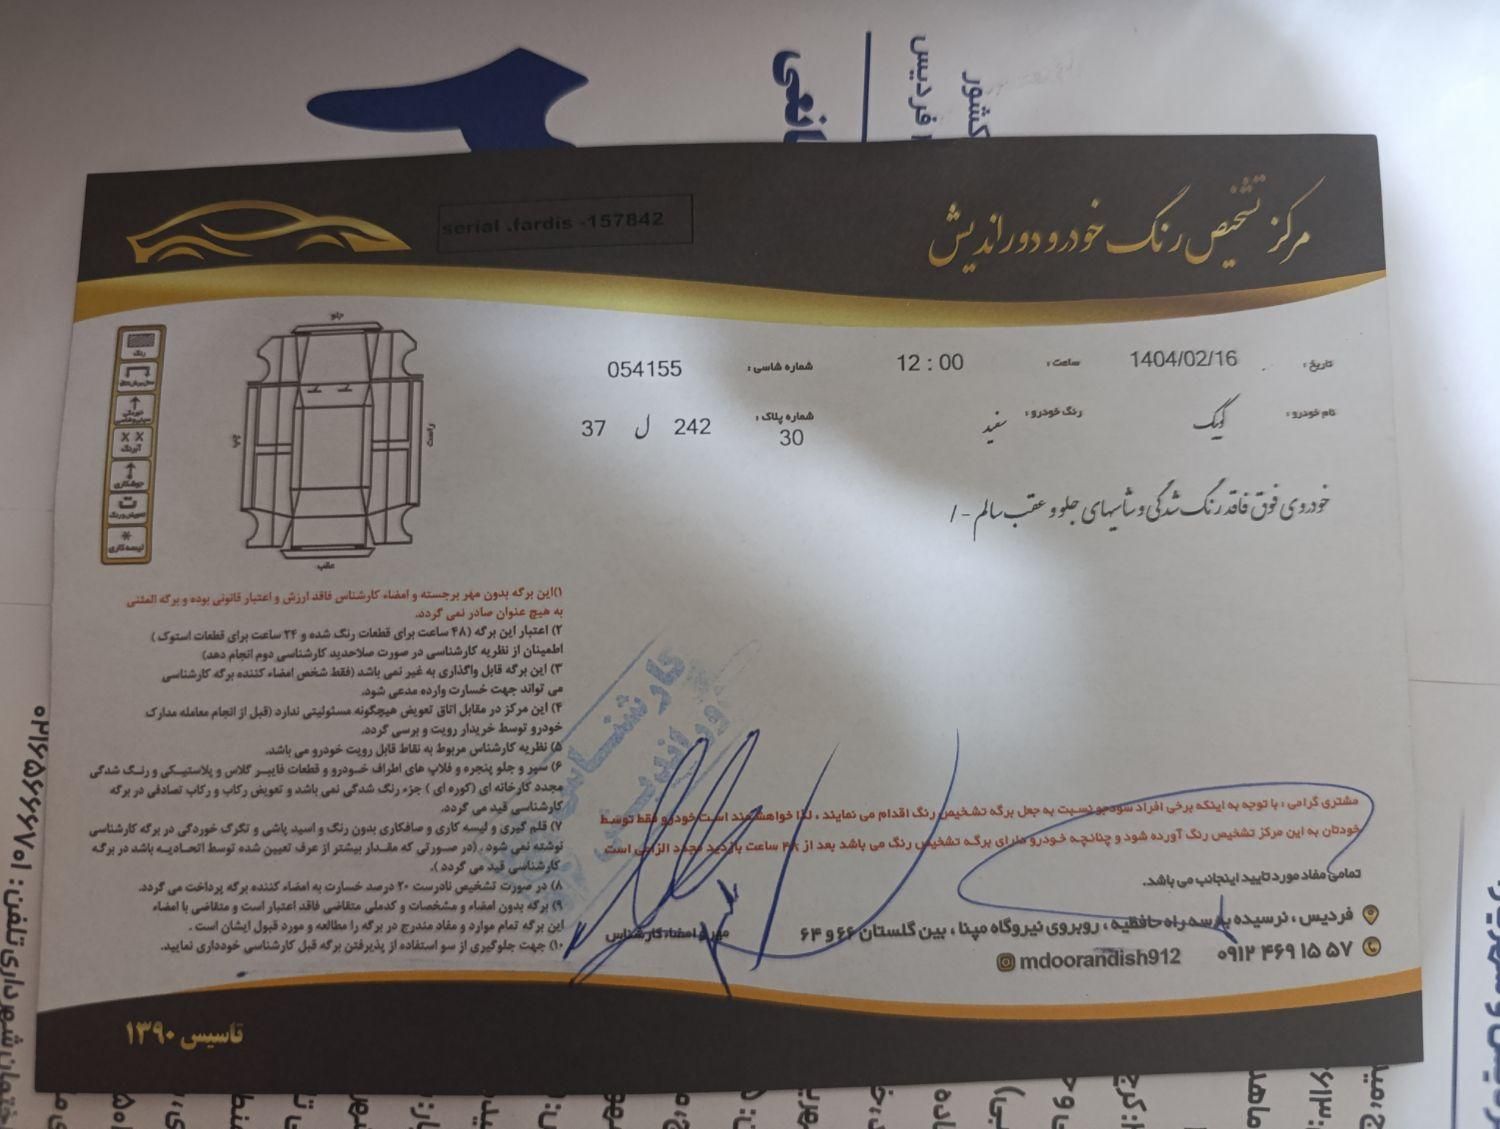 کشور
فردیس
مرکز تشخیص رنگ خودرو دوراندیش
serial .fardis -157842
تاریخ : 1404/02/16
ساعت : 12 : 00
شماره شاسی : 054155
نام خودرو : کوییک
رنگ خودرو : سفید
شماره پلاک : 242 ل 37
30
خودروی فوق فاقد رنگ شدگی و شاسیهای جلو و عقب سالم - /
جلو
راست
چپ
عقب
رنگ
جوشکاری
تعویض و رنگ
لیسه کاری
۱)این برگه بدون مهر برجسته و امضاء کارشناس فاقد ارزش و اعتبار قانونی بوده و برگه المثنی
به هیچ عنوان صادر نمی گردد.
۲) اعتبار این برگه (۴۸ ساعت برای قطعات رنگ شده و ۲۴ ساعت برای قطعات استوک )
اطمینان از نظریه کارشناسی در صورت صلاحدید کارشناسی دوم انجام دهد)
۳) این برگه قابل واگذاری به غیر نمی باشد (فقط شخص امضاء کننده برگه کارشناسی
می تواند جهت خسارت وارده مدعی شود.
۴) این مرکز در مقابل اتاق تعویض هیچگونه مسئولیتی ندارد (قبل از انجام معامله مدارک
خودرو توسط خریدار رویت و برسی گردد.
۵) نظریه کارشناس مربوط به نقاط قابل رویت خودرو می باشد.
۶) سپر و جلو پنجره و فلاپ های اطراف خودرو و قطعات فایبر گلاس و پلاستیکی و رنگ شدگی
مجدد کارخانه ای (کوره ای ) جزء رنگ شدگی نمی باشد و تعویض رکاب و رکاب تصادفی در برگه
کارشناسی قید می گردد.
۷) قلم گیری و لیسه کاری و صافکاری بدون رنگ و اسید پاشی و تگرگ خوردگی در برگه کارشناسی
نوشته نمی شود . (در صورتی که مقدار بیشتر از عرف تعیین شده توسط اتحادیه باشد در برگه
کارشناسی قید می گردد ).
۸) در صورت تشخیص نادرست ۲۰ درصد خسارت به امضاء کننده برگه پرداخت می گردد.
۹) برگه بدون امضاء و مشخصات و کدملی متقاضی فاقد اعتبار است و متقاضی با امضاء
این برگه تمام موارد و مفاد مندرج در برگه را مطالعه و مورد قبول ایشان است .
۱۰) جهت جلوگیری از سو استفاده از پذیرفتن برگه قبل کارشناسی خودداری نمایید.
کارشناسی
دوراندیش
مشتری گرامی : با توجه به اینکه برخی افراد سودجو نسبت به جعل برگه تشخیص رنگ اقدام می نمایند ، لذا خواهشمند است خودرو فقط توسط
خودتان به این مرکز تشخیص رنگ آورده شود و چنانچه خودرو دارای برگه تشخیص رنگ می باشد بعد از ۴۸ ساعت بازدید مجدد الزامی است
تمامی مفاد مورد تایید اینجانب می باشد.
مهر و امضاء کارشناس
فردیس ، نرسیده به سه راه حافظیه ، روبروی نیروگاه مپنا ، بین گلستان ۶۶ و ۶۴
۰۹۱۲ ۴۶۹ ۱۵ ۵۷
mdoorandish912
تاسیس ۱۳۹۰